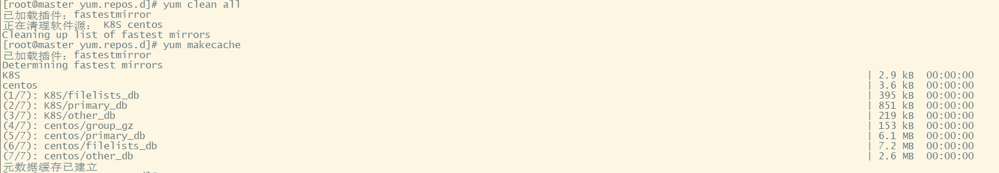 [root@master yum.repos.d]# yum clean all
已加载插件：fastestmirror
正在清理软件源： K8S centos
Cleaning up list of fastest mirrors
[root@master yum.repos.d]# yum makecache
已加载插件：fastestmirror
Determining fastest mirrors
K8S | 2.9 kB 00:00:00
centos | 3.6 kB 00:00:00
(1/7): K8S/filelists_db | 395 kB 00:00:00
(2/7): K8S/primary_db | 851 kB 00:00:00
(3/7): K8S/other_db | 219 kB 00:00:00
(4/7): centos/group_gz | 153 kB 00:00:00
(5/7): centos/primary_db | 6.1 MB 00:00:00
(6/7): centos/filelists_db | 7.2 MB 00:00:00
(7/7): centos/other_db | 2.6 MB 00:00:00
元数据缓存已建立